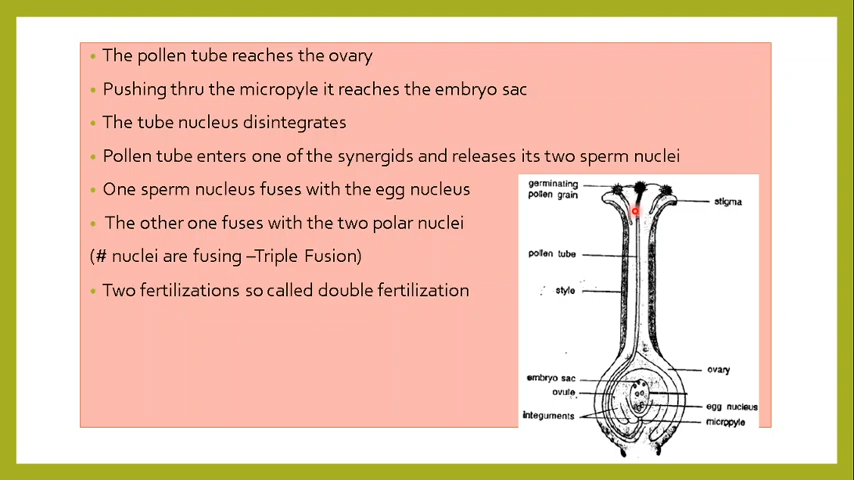 • The pollen tube reaches the ovary
• Pushing thru the micropyle it reaches the embryo sac
• The tube nucleus disintegrates
• Pollen tube enters one of the synergids and releases its two sperm nuclei
• One sperm nucleus fuses with the egg nucleus
• The other one fuses with the two polar nuclei
(# nuclei are fusing –Triple Fusion)
• Two fertilizations so called double fertilization
germinating
pollen grain
stigma
pollen tube
style
ovary
embryo sac
ovule
egg nucleus
integuments
micropyle